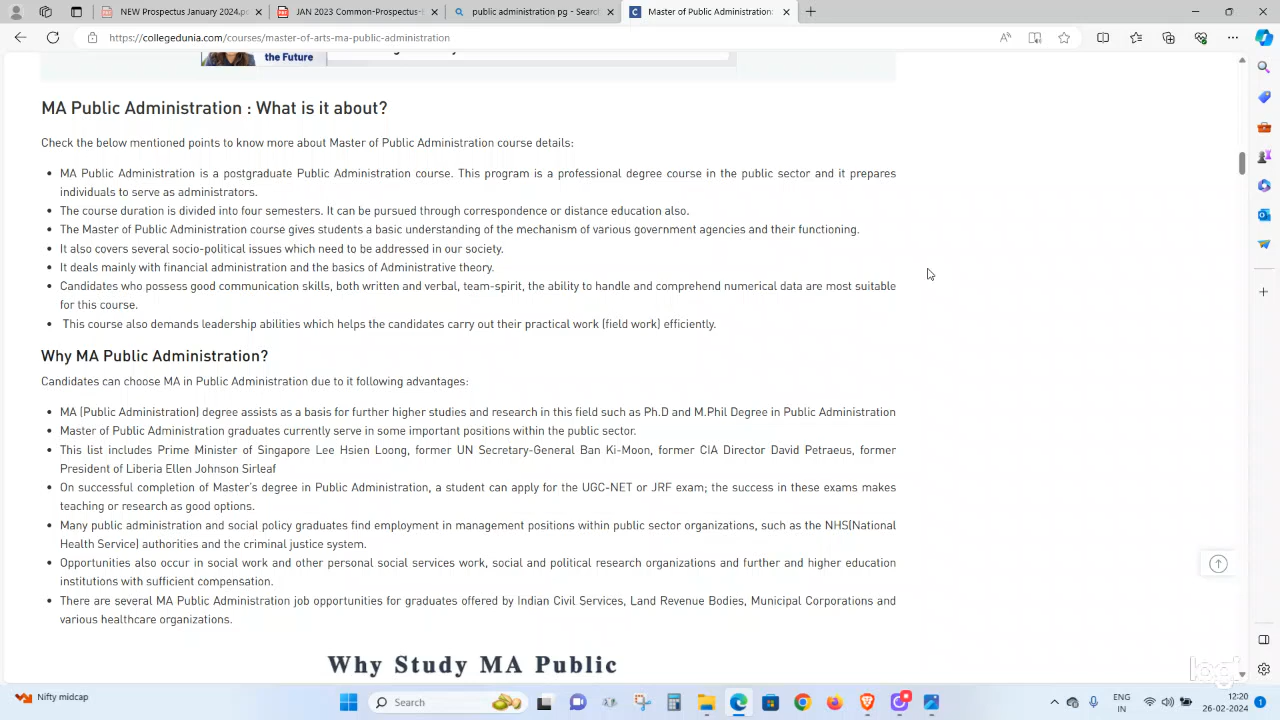 NEW Prospectus January 2024.pc
JAN 2023 Common-Prospectus-E
public administration pg - Search
Master of Public Administration:
https://collegedunia.com/courses/master-of-arts-ma-public-administration
the Future
MA Public Administration : What is it about?
Check the below mentioned points to know more about Master of Public Administration course details:
MA Public Administration is a postgraduate Public Administration course. This program is a professional degree course in the public sector and it prepares
individuals to serve as administrators.
The course duration is divided into four semesters. It can be pursued through correspondence or distance education also.
The Master of Public Administration course gives students a basic understanding of the mechanism of various government agencies and their functioning.
It also covers several socio-political issues which need to be addressed in our society.
It deals mainly with financial administration and the basics of Administrative theory.
Candidates who possess good communication skills, both written and verbal, team-spirit, the ability to handle and comprehend numerical data are most suitable
for this course.
This course also demands leadership abilities which helps the candidates carry out their practical work (field work) efficiently.
Why MA Public Administration?
Candidates can choose MA in Public Administration due to it following advantages:
MA (Public Administration) degree assists as a basis for further higher studies and research in this field such as Ph.D and M.Phil Degree in Public Administration
Master of Public Administration graduates currently serve in some important positions within the public sector.
This list includes Prime Minister of Singapore Lee Hsien Loong, former UN Secretary-General Ban Ki-Moon, former CIA Director David Petraeus, former
President of Liberia Ellen Johnson Sirleaf
On successful completion of Master's degree in Public Administration, a student can apply for the UGC-NET or JRF exam; the success in these exams makes
teaching or research as good options.
Many public administration and social policy graduates find employment in management positions within public sector organizations, such as the NHS(National
Health Service) authorities and the criminal justice system.
Opportunities also occur in social work and other personal social services work, social and political research organizations and further and higher education
institutions with sufficient compensation.
There are several MA Public Administration job opportunities for graduates offered by Indian Civil Services, Land Revenue Bodies, Municipal Corporations and
various healthcare organizations.
Why Study MA Public
Nifty midcap
Search
ENG
IN
12:20
26-02-2024